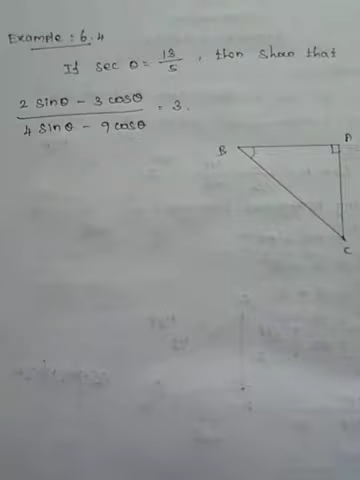 Example : 6.4
If sec θ = 13/5 , then show that
2 sinθ - 3 cosθ / 4 sinθ - 9 cosθ = 3.
B A
C